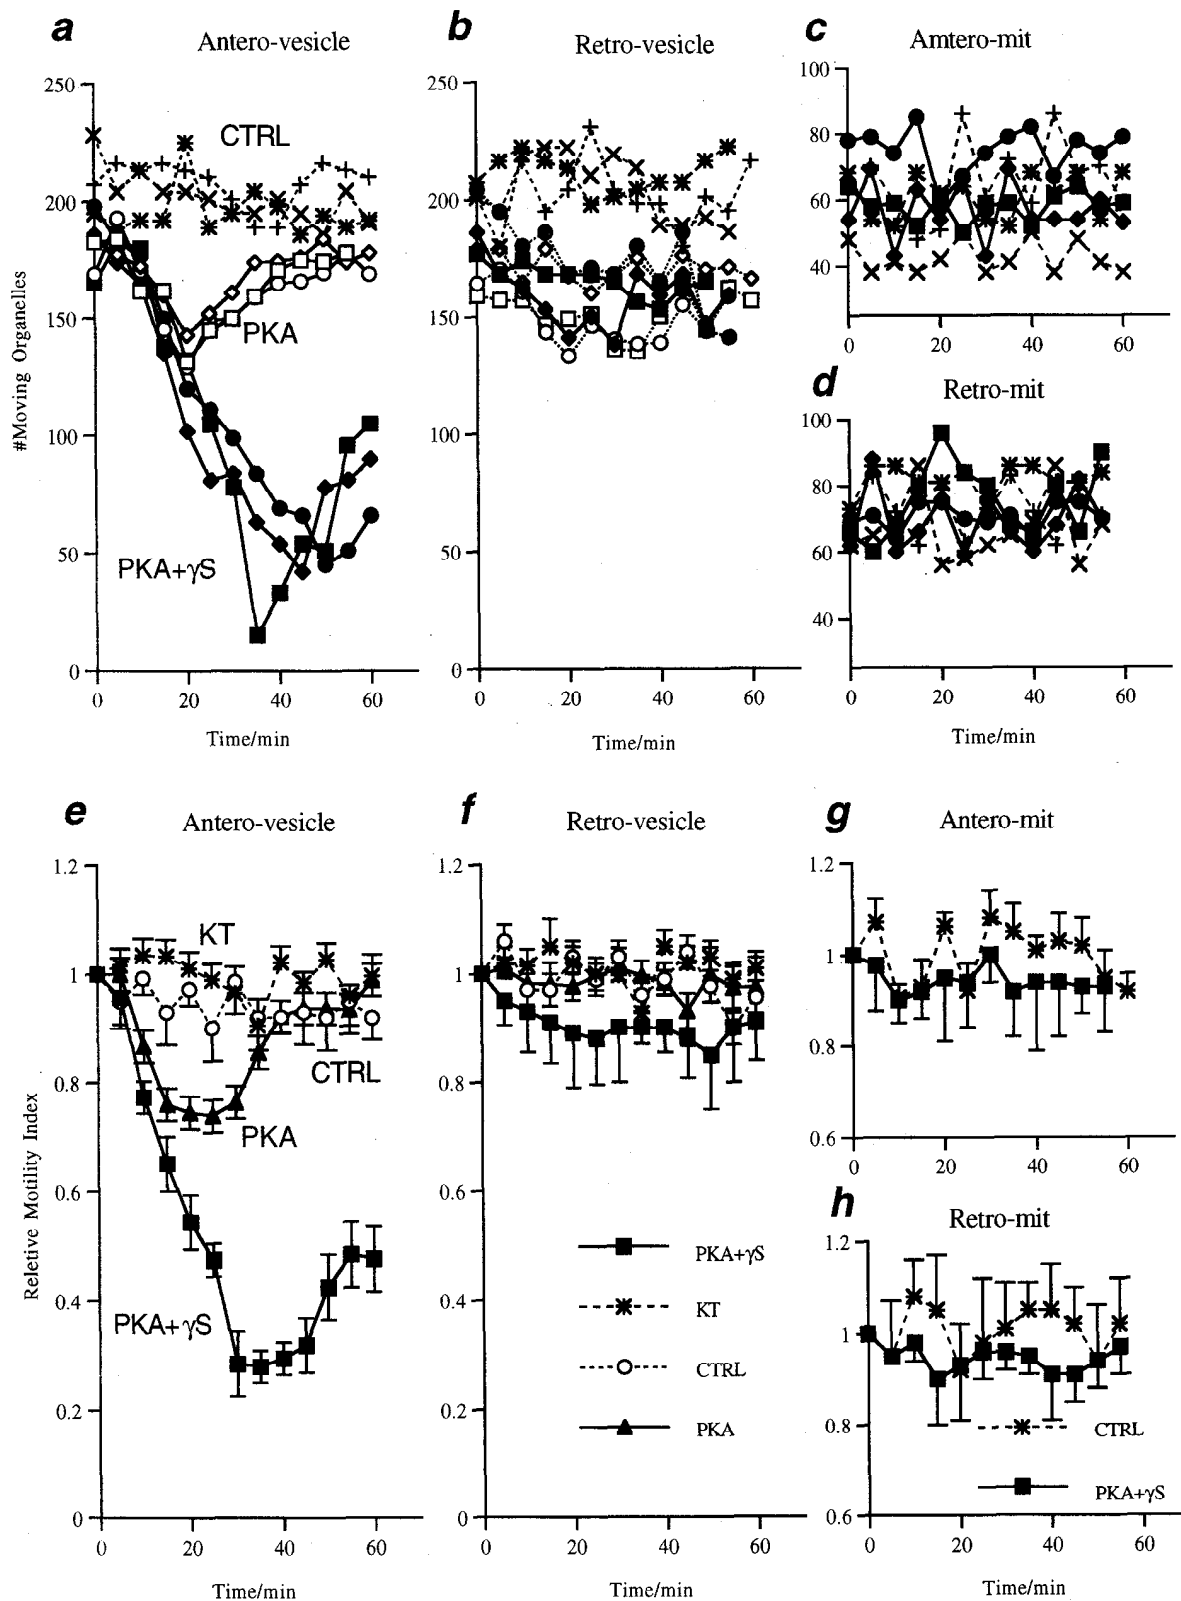 a Antero-vesicle
250
200
150
100
50
0
CTRL
PKA
PKA+γS
#Moving Organelles
0 20 40 60
Time/min
b Retro-vesicle
250
200
150
100
50
0
0 20 40 60
Time/min
c Amtero-mit
100
80
60
40
0 20 40 60
d Retro-mit
100
80
60
40
0 20 40 60
Time/min
e Antero-vesicle
1.2
1
0.8
0.6
0.4
0.2
0
KT
CTRL
PKA
PKA+γS
Reletive Motility Index
0 20 40 60
Time/min
f Retro-vesicle
1.2
1
0.8
0.6
0.4
0.2
0
PKA+γS
KT
CTRL
PKA
0 20 40 60
Time/min
g Antero-mit
1.2
1
0.8
0.6
0 20 40 60
h Retro-mit
1.2
1
0.8
0.6
CTRL
PKA+γS
0 20 40 60
Time/min